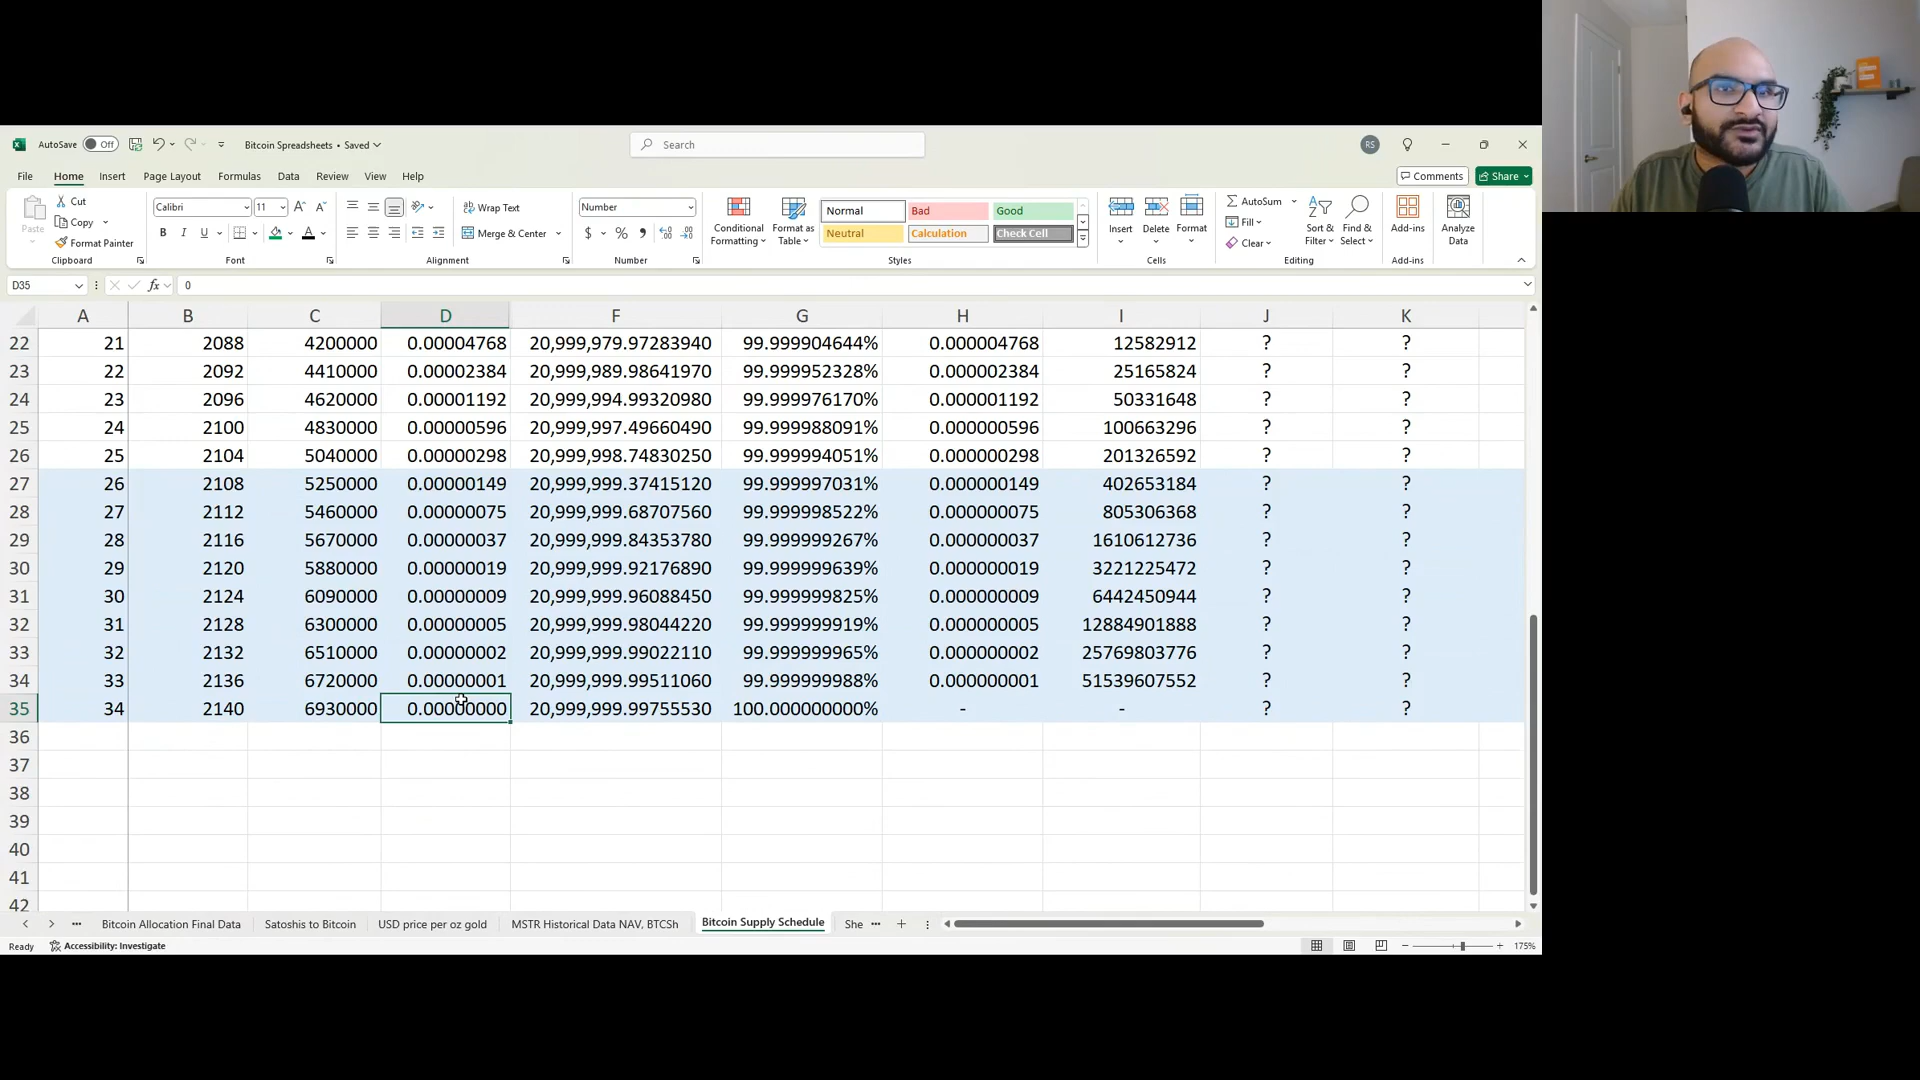 AutoSave Off Bitcoin Spreadsheets • Saved Search RS
File Home Insert Page Layout Formulas Data Review View Help Comments Share
Paste Cut Copy Format Painter
Calibri 11 A A
B I U A
Wrap Text
Merge & Center
Number
$ %
Conditional Formatting Format as Table
Normal Bad Good
Neutral Calculation Check Cell
Insert Delete Format
AutoSum Fill Clear
Sort & Filter Find & Select
Add-ins Analyze Data
Clipboard Font Alignment Number Styles Cells Editing Add-ins
D35 fx 0
A B C D F G H I J K
22 21 2088 4200000 0.00004768 20,999,979.97283940 99.999904644% 0.000004768 12582912 ? ?
23 22 2092 4410000 0.00002384 20,999,989.98641970 99.999952328% 0.000002384 25165824 ? ?
24 23 2096 4620000 0.00001192 20,999,994.99320980 99.999976170% 0.000001192 50331648 ? ?
25 24 2100 4830000 0.00000596 20,999,997.49660490 99.999988091% 0.000000596 100663296 ? ?
26 25 2104 5040000 0.00000298 20,999,998.74830250 99.999994051% 0.000000298 201326592 ? ?
27 26 2108 5250000 0.00000149 20,999,999.37415120 99.999997031% 0.000000149 402653184 ? ?
28 27 2112 5460000 0.00000075 20,999,999.68707560 99.999998522% 0.000000075 805306368 ? ?
29 28 2116 5670000 0.00000037 20,999,999.84353780 99.999999267% 0.000000037 1610612736 ? ?
30 29 2120 5880000 0.00000019 20,999,999.92176890 99.999999639% 0.000000019 3221225472 ? ?
31 30 2124 6090000 0.00000009 20,999,999.96088450 99.999999825% 0.000000009 6442450944 ? ?
32 31 2128 6300000 0.00000005 20,999,999.98044220 99.999999919% 0.000000005 12884901888 ? ?
33 32 2132 6510000 0.00000002 20,999,999.99022110 99.999999965% 0.000000002 25769803776 ? ?
34 33 2136 6720000 0.00000001 20,999,999.99511060 99.999999988% 0.000000001 51539607552 ? ?
35 34 2140 6930000 0.00000000 20,999,999.99755530 100.000000000% - - ? ?
36
37
38
39
40
41
42
Bitcoin Allocation Final Data Satoshis to Bitcoin USD price per oz gold MSTR Historical Data NAV, BTCSh Bitcoin Supply Schedule She
Ready Accessibility: Investigate 175%